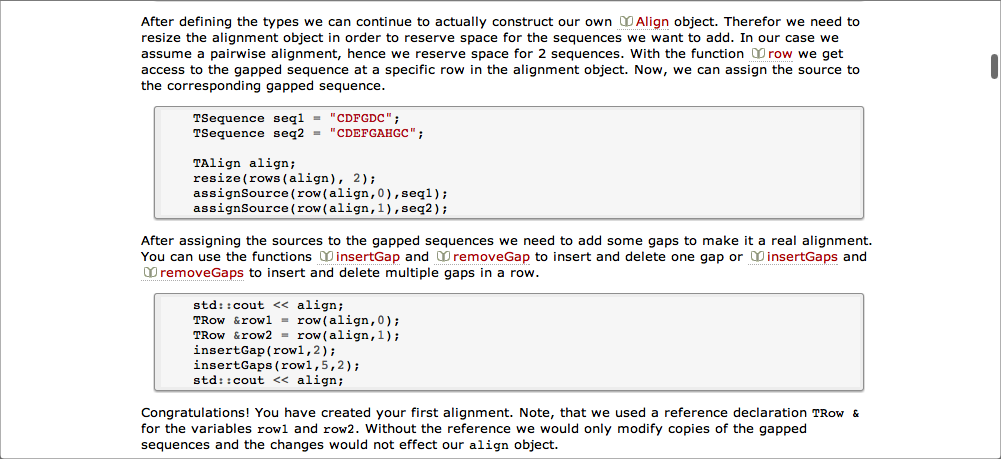 After defining the types we can continue to actually construct our own Align object. Therefor we need to
resize the alignment object in order to reserve space for the sequences we want to add. In our case we
assume a pairwise alignment, hence we reserve space for 2 sequences. With the function row we get
access to the gapped sequence at a specific row in the alignment object. Now, we can assign the source to
the corresponding gapped sequence.
TSequence seq1 = "CDFGDC";
TSequence seq2 = "CDEFGAHGC";
TAlign align;
resize(rows(align), 2);
assignSource(row(align,0),seq1);
assignSource(row(align,1),seq2);
After assigning the sources to the gapped sequences we need to add some gaps to make it a real alignment.
You can use the functions insertGap and removeGap to insert and delete one gap or insertGaps and
removeGaps to insert and delete multiple gaps in a row.
std::cout << align;
TRow &row1 = row(align,0);
TRow &row2 = row(align,1);
insertGap(row1,2);
insertGaps(row1,5,2);
std::cout << align;
Congratulations! You have created your first alignment. Note, that we used a reference declaration TRow &
for the variables row1 and row2. Without the reference we would only modify copies of the gapped
sequences and the changes would not effect our align object.